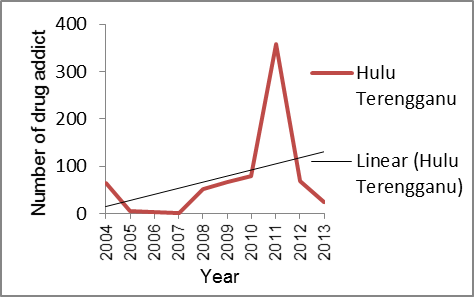 Number of drug addict
400
300
200
100
0
2004
2005
2006
2007
2008
2009
2010
2011
2012
2013
Year
Hulu
Terengganu
Linear (Hulu
Terengganu)